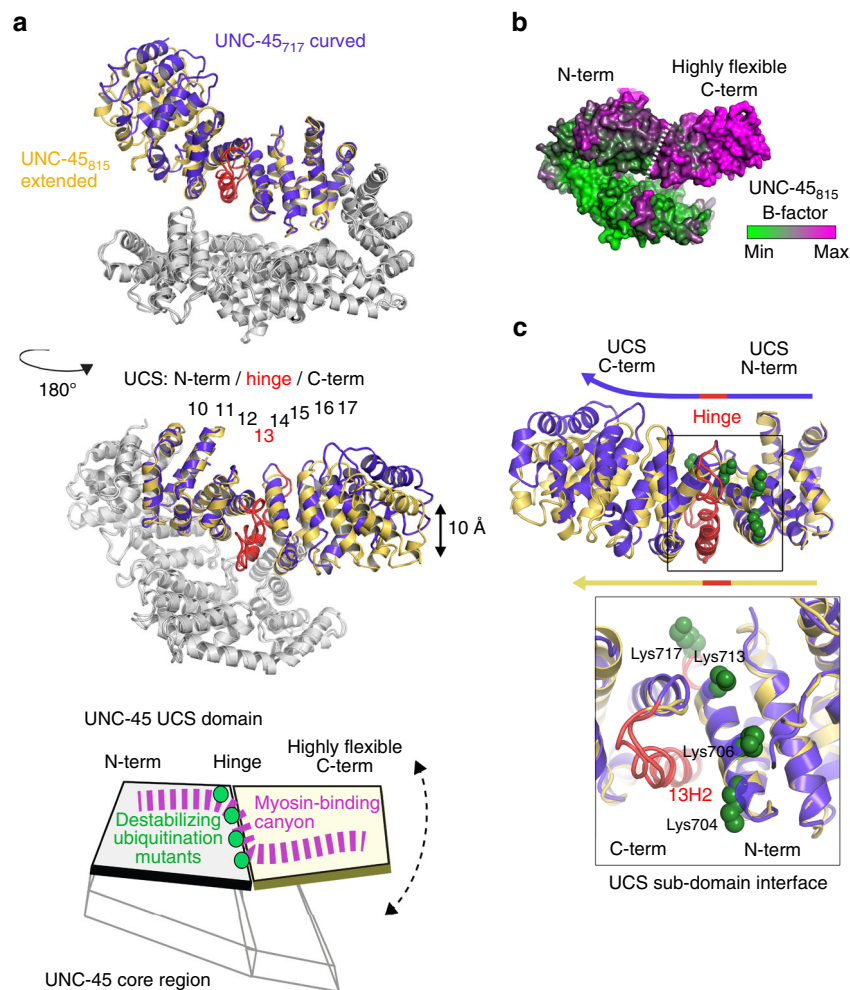 a
UNC-45717 curved
UNC-45815
extended
180°
UCS: N-term / hinge / C-term
10 11 12 13 14 15 16 17
10 Å
UNC-45 UCS domain
N-term
Hinge
Highly flexible
C-term
Destabilizing
ubiquitination
mutants
Myosin-binding
canyon
UNC-45 core region
b
N-term
Highly flexible
C-term
UNC-45815
B-factor
Min
Max
c
UCS
C-term
UCS
N-term
Hinge
Lys717
Lys713
Lys706
13H2
Lys704
C-term
N-term
UCS sub-domain interface